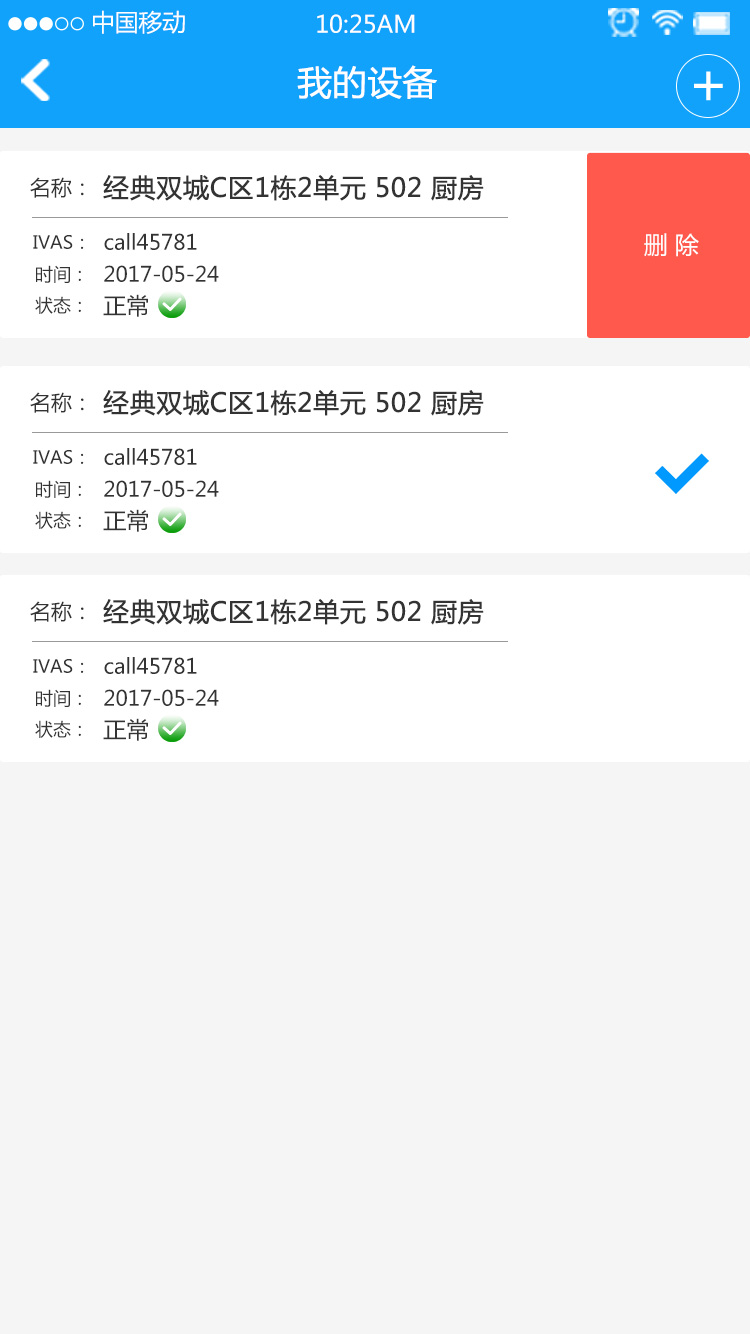 中国移动 10:25AM
我的设备
名称： 经典双城C区1栋2单元 502 厨房
IVAS： call45781
时间： 2017-05-24
状态： 正常
删 除
名称： 经典双城C区1栋2单元 502 厨房
IVAS： call45781
时间： 2017-05-24
状态： 正常
名称： 经典双城C区1栋2单元 502 厨房
IVAS： call45781
时间： 2017-05-24
状态： 正常